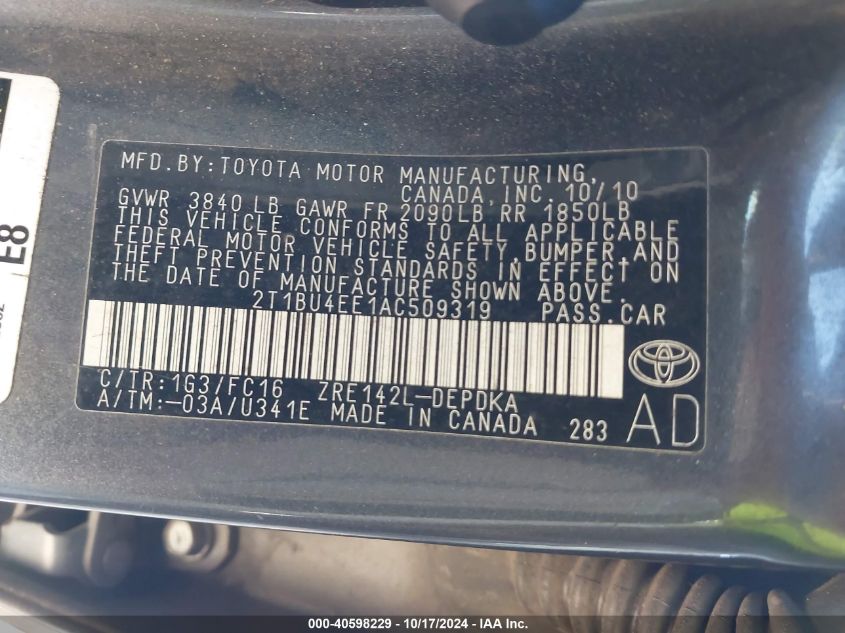 MFD.BY:TOYOTA MOTOR MANUFACTURING,
CANADA, INC. 10/10
GVWR 3840 LB GAWR FR 2090LB RR 1850LB
THIS VEHICLE CONFORMS TO ALL APPLICABLE
FEDERAL MOTOR VEHICLE SAFETY, BUMPER, AND
THEFT PREVENTION STANDARDS IN EFFECT ON
THE DATE OF MANUFACTURE SHOWN ABOVE.
2T1BU4EE1AC509319 PASS.CAR
C/TR:1G3/FC16 ZRE142L-DEPDKA
A/TM:-03A/U341E MADE IN CANADA 283
AD
E8
000-40598229 - 10/17/2024 - IAA Inc.